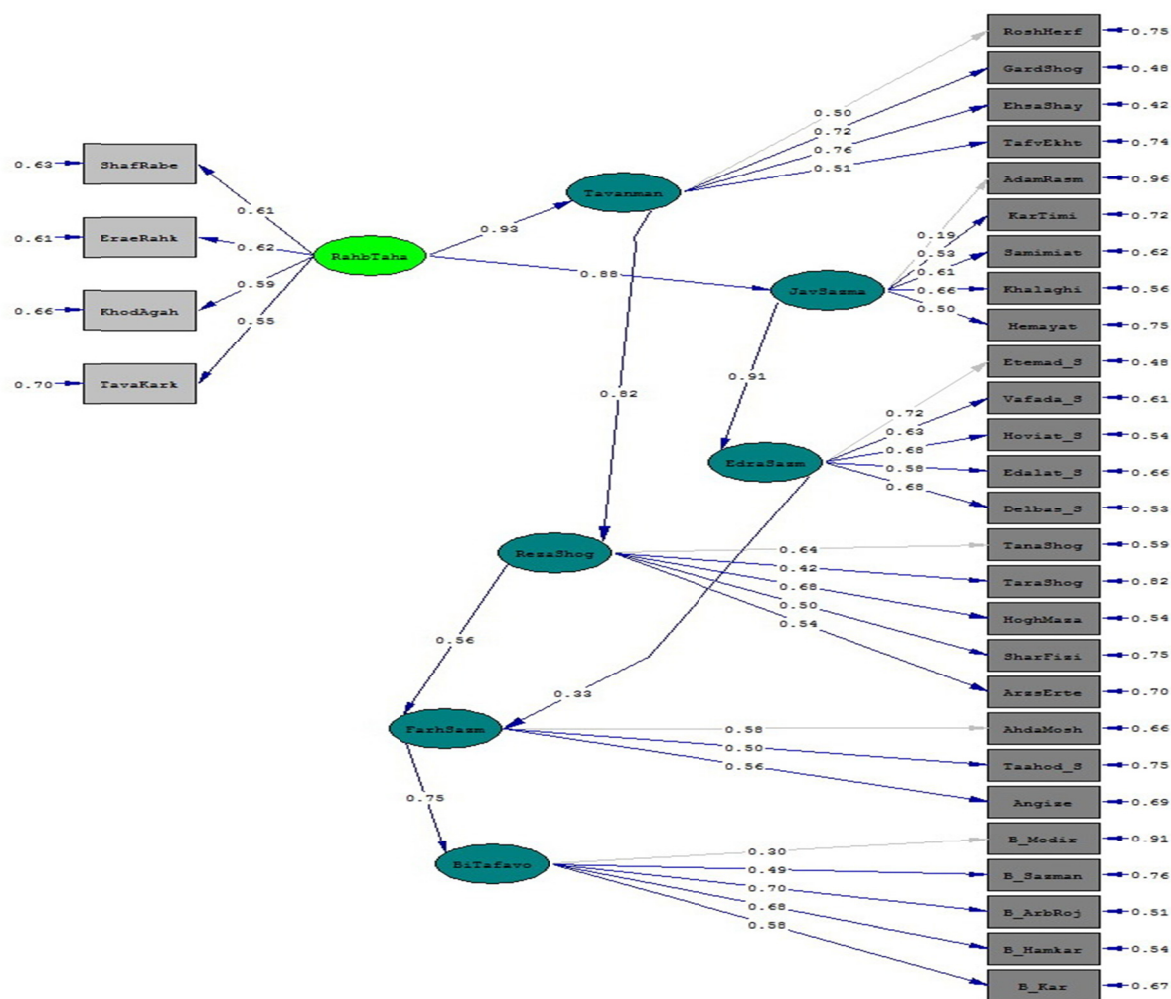 RoshHerf
0.75
GardShog
0.48
EhsaShay
0.42
TafvEkht
0.74
AdamRasm
0.96
KarTimi
0.72
Samimiat
0.62
Khalaghi
0.56
Hemayat
0.75
Etemad_S
0.48
Vafada_S
0.61
Hoviat_S
0.54
Edalat_S
0.66
Delbas_S
0.53
TanaShog
0.59
TaraShog
0.82
HoghMaza
0.54
SharFizi
0.75
ArzsErte
0.70
AhdaMosh
0.66
Taahod_S
0.75
Angize
0.69
B_Modir
0.91
B_Sazman
0.76
B_ArbRoj
0.51
B_Hamkar
0.54
B_Kar
0.67
0.63
ShafRabe
0.61
EraeRahk
0.66
KhodAgah
0.70
TavaKark
0.61
0.62
0.59
0.55
RahbTaha
0.93
0.88
Tavanman
0.50
0.72
0.76
0.51
JavSazma
0.19
0.53
0.61
0.66
0.50
0.82
0.91
EdraSazm
0.72
0.63
0.68
0.58
0.68
RezaShog
0.64
0.42
0.68
0.50
0.54
0.56
0.33
FarhSazm
0.58
0.50
0.56
0.75
BiTafavo
0.30
0.49
0.70
0.68
0.58